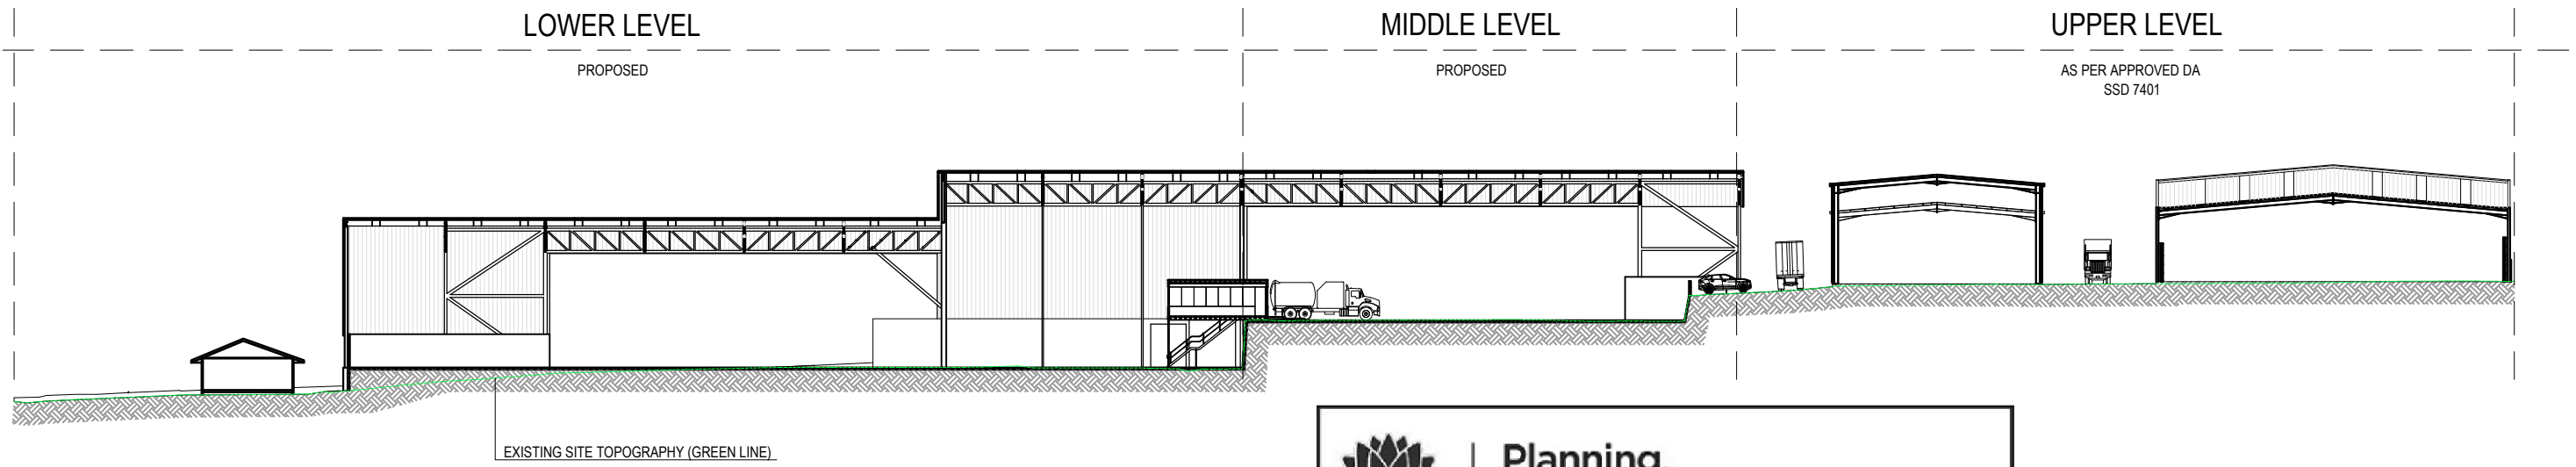 LOWER LEVEL
MIDDLE LEVEL
UPPER LEVEL
PROPOSED
PROPOSED
AS PER APPROVED DA
SSD 7401
EXISTING SITE TOPOGRAPHY (GREEN LINE)
Planning,